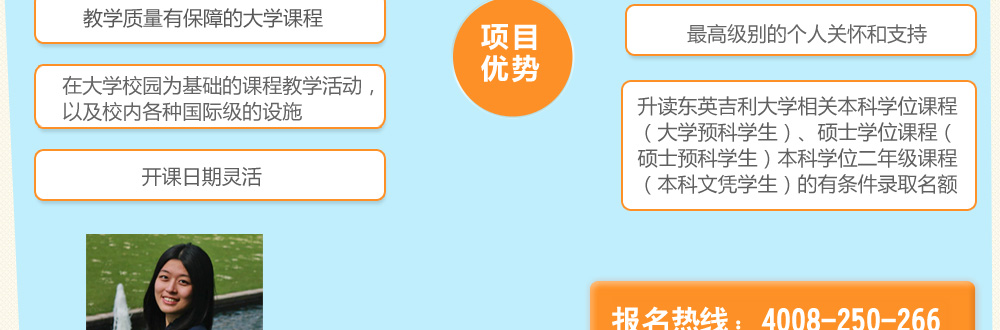 教学质量有保障的大学课程
在大学校园为基础的课程教学活动，
以及校内各种国际级的设施
开课日期灵活
项目
优势
最高级别的个人关怀和支持
升读东英吉利大学相关本科学位课程
（大学预科学生）、硕士学位课程（
硕士预科学生）本科学位二年级课程
（本科文凭学生）的有条件录取名额
报名热线：4008-250-266